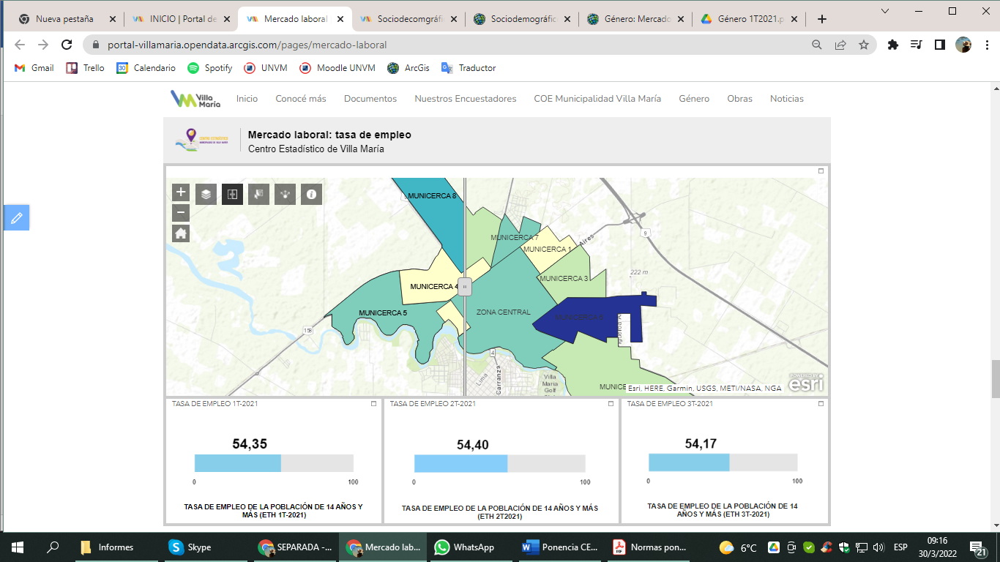 Nueva pestaña
INICIO | Portal de
Mercado laboral
Sociodecomgráfi
Sociodemográfic
Género: Mercado
Género 1T2021.p
portal-villamaria.opendata.arcgis.com/pages/mercado-laboral
Gmail
Trello
Calendario
Spotify
UNVM
Moodle UNVM
ArcGis
Traductor
Villa
María
Inicio
Conocé más
Documentos
Nuestros Encuestadores
COE Municipalidad Villa María
Género
Obras
Noticias
Mercado laboral: tasa de empleo
Centro Estadístico de Villa María
MUNICERCA 8
MUNICERCA 7
MUNICERCA 1
Aires
9
222 m
MUNICERCA 3
MUNICERCA 4
MUNICERCA 5
ZONA CENTRAL
158
4
Lima
Carranza
Villa
Maria
Golf
MUNICE
Esri, HERE, Garmin, USGS, METI/NASA, NGA
POWERED BY
esri
TASA DE EMPLEO 1T-2021
54,35
0
100
TASA DE EMPLEO DE LA POBLACIÓN DE 14 AÑOS Y
MÁS (ETH 1T-2021)
TASA DE EMPLEO 2T-2021
54,40
0
100
TASA DE EMPLEO DE LA POBLACIÓN DE 14 AÑOS Y MÁS
(ETH 2T2021)
TASA DE EMPLEO 3T-2021
54,17
0
100
TASA DE EMPLEO DE LA POBLACIÓN DE 14
AÑOS Y MÁS (ETH 3T-2021)
Informes
Skype
SEPARADA -...
Mercado lab...
WhatsApp
Ponencia CE...
Normas pon...
6°C
ESP
09:16
30/3/2022
21